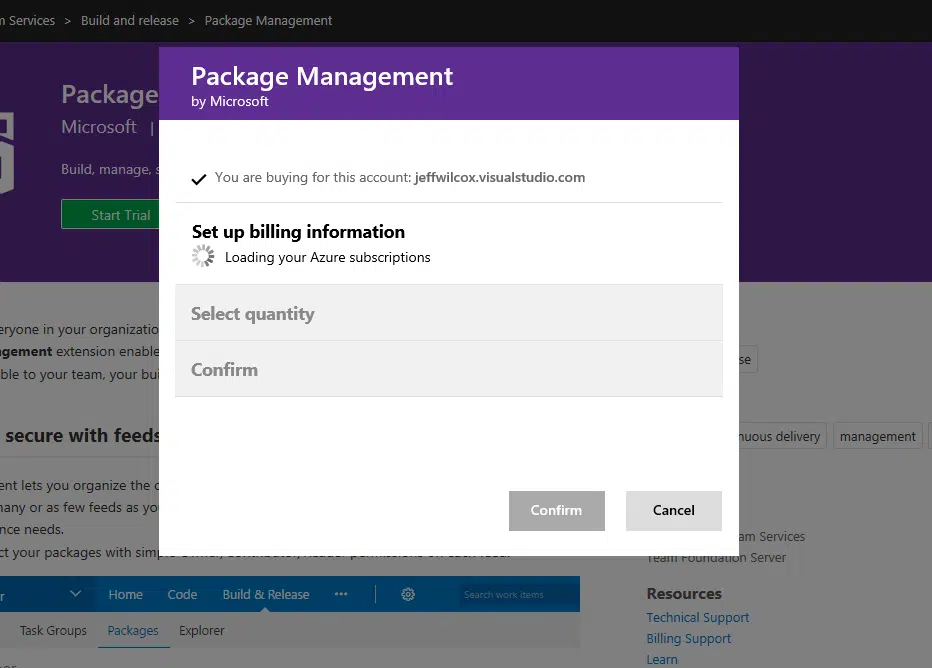 m Services > Build and release > Package Management
Package Management
by Microsoft
Package
Microsoft |
Build, manage, s
Start Trial
You are buying for this account: jeffwilcox.visualstudio.com
Set up billing information
Loading your Azure subscriptions
Select quantity
Confirm
Confirm
Cancel
eryone in your organizatio
agement extension enable
ble to your team, your bui
se
secure with feeds
nuous delivery
management
ent lets you organize the c
many or as few feeds as yo
nce needs.
ct your packages with simp
am Services
Team Foundation Server
Resources
Technical Support
Billing Support
Learn
r
Home
Code
Build & Release
Search work items
Task Groups
Packages
Explorer